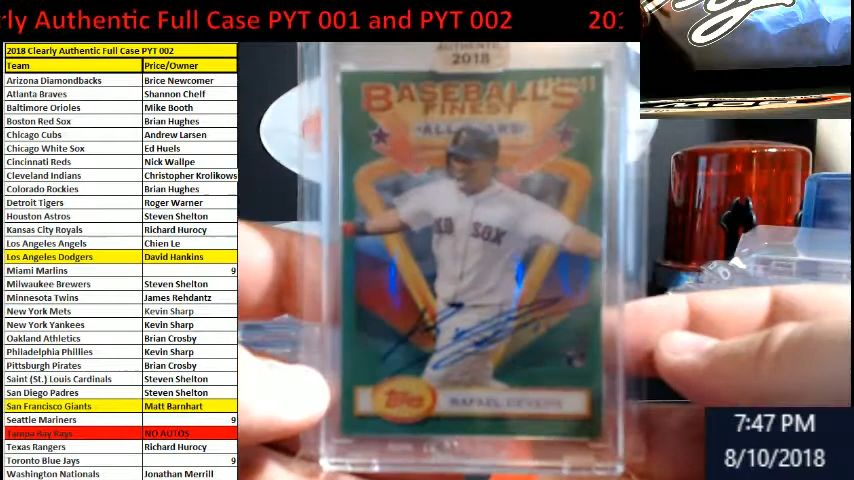 rly Authentic Full Case PYT 001 and PYT 002 201
2018 Clearly Authentic Full Case PYT 002
Team Price/Owner
Arizona Diamondbacks Brice Newcomer
Atlanta Braves Shannon Chelf
Baltimore Orioles Mike Booth
Boston Red Sox Brian Hughes
Chicago Cubs Andrew Larsen
Chicago White Sox Ed Huels
Cincinnati Reds Nick Wallpe
Cleveland Indians Christopher Krolikows
Colorado Rockies Brian Hughes
Detroit Tigers Roger Warner
Houston Astros Steven Shelton
Kansas City Royals Richard Hurocy
Los Angeles Angels Chien Le
Los Angeles Dodgers David Hankins
Miami Marlins 9
Milwaukee Brewers Steven Shelton
Minnesota Twins James Rehdantz
New York Mets Kevin Sharp
New York Yankees Kevin Sharp
Oakland Athletics Brian Crosby
Philadelphia Phillies Kevin Sharp
Pittsburgh Pirates Brian Crosby
Saint (St.) Louis Cardinals Steven Shelton
San Diego Padres Steven Shelton
San Francisco Giants Matt Barnhart
Seattle Mariners 9
Tampa Bay Rays NO AUTOS
Texas Rangers Richard Hurocy
Toronto Blue Jays 9
Washington Nationals Jonathan Merrill
AUTHENTIC
2018
BASEBALL'S
FINEST
ALL STARS
RED SOX
Topps
RAFAEL DEVERS
7:47 PM
8/10/2018